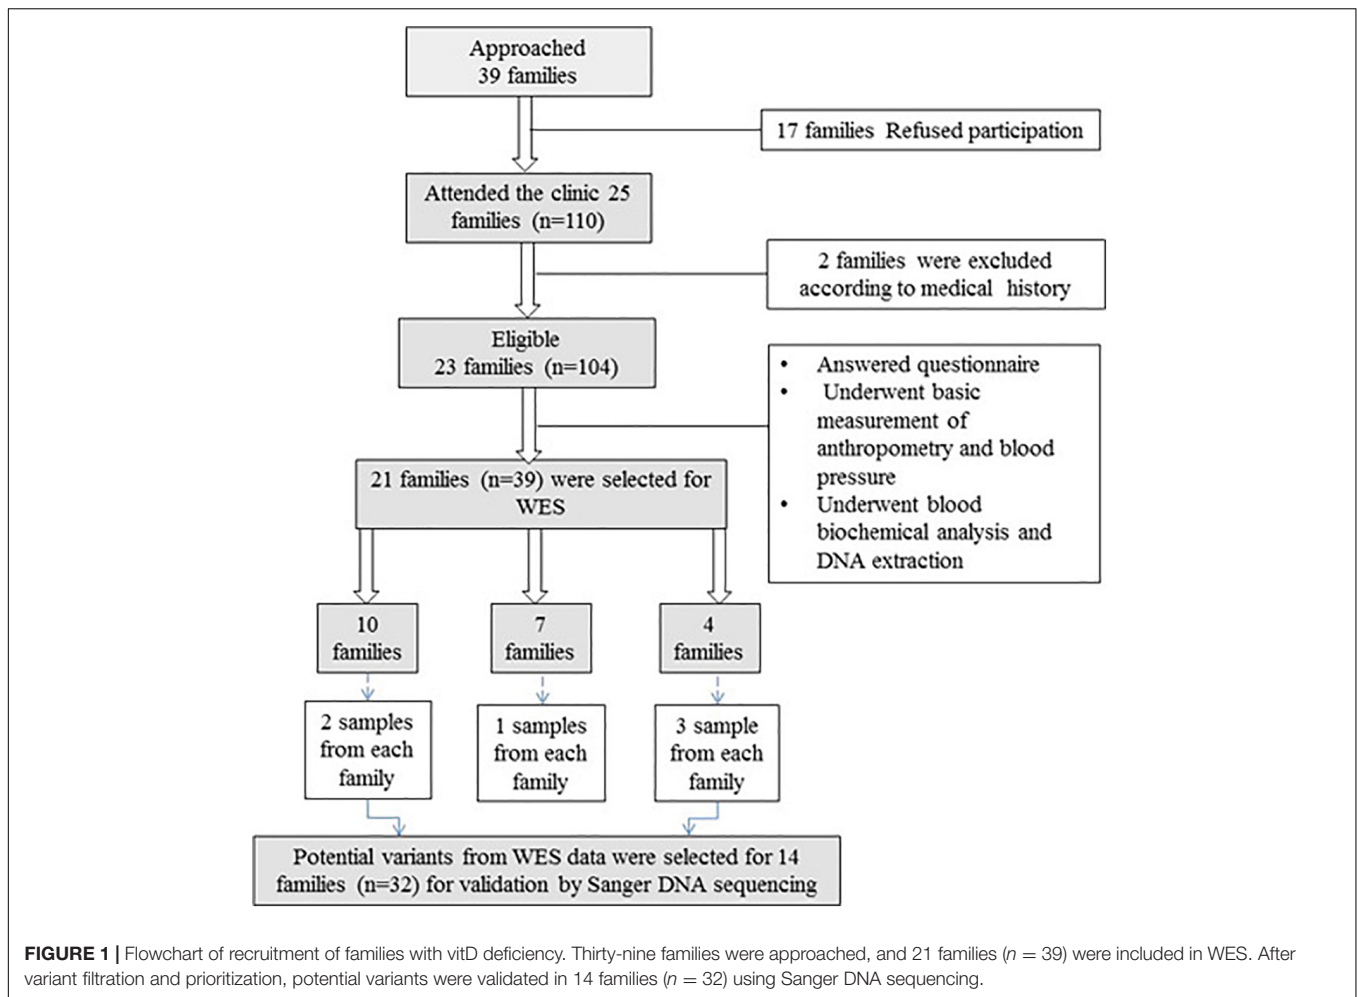 Approached
39 families
17 families Refused participation
Attended the clinic 25
families (n=110)
2 families were excluded
according to medical history
Eligible
23 families (n=104)
• Answered questionnaire
• Underwent basic
measurement of
anthropometry and blood
pressure
• Underwent blood
biochemical analysis and
DNA extraction
21 families (n=39) were selected for
WES
10
families
7
families
4
families
2 samples
from each
family
1 samples
from each
family
3 sample
from each
family
Potential variants from WES data were selected for 14
families (n=32) for validation by Sanger DNA sequencing
FIGURE 1 | Flowchart of recruitment of families with vitD deficiency. Thirty-nine families were approached, and 21 families (n = 39) were included in WES. After
variant filtration and prioritization, potential variants were validated in 14 families (n = 32) using Sanger DNA sequencing.